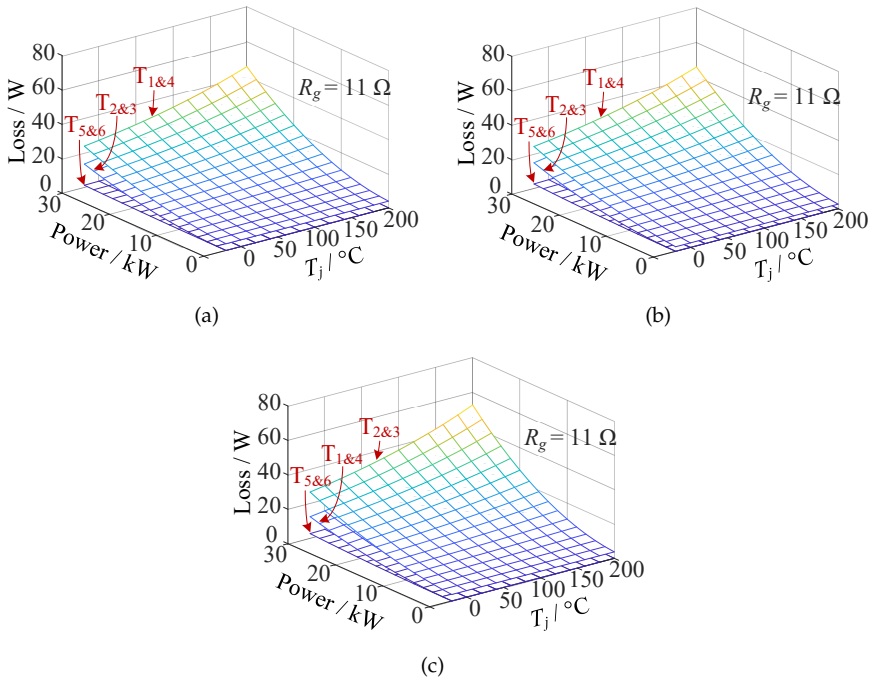 80
60
40
20
0
Loss / W
T1&4
T2&3
T5&6
Rg = 11 Ω
30
20
10
0
Power / kW
0
50
100
150
200
Tj / °C
(a)
80
60
40
20
0
Loss / W
T1&4
T2&3
T5&6
Rg = 11 Ω
30
20
10
0
Power / kW
0
50
100
150
200
Tj / °C
(b)
80
60
40
20
0
Loss / W
T2&3
T1&4
T5&6
Rg = 11 Ω
30
20
10
0
Power / kW
0
50
100
150
200
Tj / °C
(c)